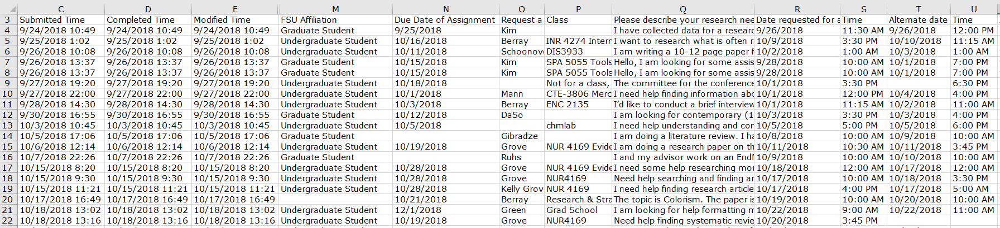 C D E M N O P Q R S T U
3 Submitted Time Completed Time Modified Time FSU Affiliation Due Date of Assignment Request a Class Please describe your research nee Date requested for a Time Alternate date Time
4 9/24/2018 10:49 9/24/2018 10:49 9/24/2018 10:49 Graduate Student 9/25/2018 Kim I have collected data for a researc 9/26/2018 11:30 AM 9/26/2018 12:00 PM
5 9/25/2018 1:02 9/25/2018 1:02 9/25/2018 1:02 Undergraduate Student 10/16/2018 Berray INR 4274 Intern I want to research what is often r 10/9/2018 3:30 PM 10/10/2018 11:15 AM
6 9/26/2018 10:08 9/26/2018 10:08 9/26/2018 10:08 Undergraduate Student 10/11/2018 Schoonov DIS3933 I am writing a 10-12 page paper f 10/2/2018 1:00 AM 10/3/2018 1:00 AM
7 9/26/2018 13:37 9/26/2018 13:37 9/26/2018 13:37 Graduate Student 10/15/2018 Kim SPA 5055 Tools Hello, I am looking for some assis 9/28/2018 10:00 AM 10/1/2018 7:00 PM
8 9/26/2018 13:37 9/26/2018 13:37 9/26/2018 13:37 Graduate Student 10/15/2018 Kim SPA 5055 Tools Hello, I am looking for some assis 9/28/2018 10:00 AM 10/1/2018 7:00 PM
9 9/27/2018 19:20 9/27/2018 19:20 9/27/2018 19:20 Undergraduate Student 10/18/2018 Not for a class, The committee for the conference 10/1/2018 3:30 PM 6:30 PM
10 9/27/2018 22:00 9/27/2018 22:00 9/27/2018 22:00 Undergraduate Student 10/1/2018 Mann CTE-3806 Merc I need help finding information abo 10/1/2018 12:00 PM 10/4/2018 4:00 PM
11 9/28/2018 14:30 9/28/2018 14:30 9/28/2018 14:30 Undergraduate Student 10/3/2018 Berray ENC 2135 I'd like to conduct a brief interview 10/1/2018 11:15 AM 10/2/2018 11:00 AM
12 9/30/2018 16:55 9/30/2018 16:55 9/30/2018 16:55 Graduate Student 10/12/2018 DaSo I am looking for contemporary (1 10/3/2018 3:30 PM 10/3/2018 4:00 PM
13 10/3/2018 10:45 10/3/2018 10:45 10/3/2018 10:45 Undergraduate Student 10/5/2018 chmlab I need help understanding and cor 10/5/2018 5:00 PM 10/5/2018 6:00 PM
14 10/5/2018 17:06 10/5/2018 17:06 10/5/2018 17:06 Graduate Student Gibradze I am doing a literature review. I ha 10/8/2018 10:00 AM 10/9/2018 10:00 AM
15 10/6/2018 12:14 10/6/2018 12:14 10/6/2018 12:14 Undergraduate Student 10/19/2018 Grove NUR 4169 Evide I am doing a research paper on th 10/11/2018 10:30 AM 10/11/2018 3:45 PM
16 10/7/2018 22:26 10/7/2018 22:26 10/7/2018 22:26 Graduate Student Ruhs I and my advisor work on an End 10/9/2018 10:00 AM 10/10/2018 10:00 AM
17 10/15/2018 8:20 10/15/2018 8:20 10/15/2018 8:20 Undergraduate Student 10/28/2018 Grove NUR 4169 Evide I need some help researching mo 10/18/2018 12:00 AM 10/17/2018 12:00 AM
18 10/15/2018 9:30 10/15/2018 9:30 10/15/2018 9:30 Undergraduate Student 10/28/2018 Grove NUR4169 Need help searching and finding ar 10/17/2018 10:00 AM 10/18/2018 3:30 PM
19 10/15/2018 11:21 10/15/2018 11:21 10/15/2018 11:21 Undergraduate Student 10/28/2018 Kelly Grov NUR 4169 I need help finding research article 10/17/2018 4:00 PM 10/17/2018 5:00 AM
20 10/17/2018 16:49 10/17/2018 16:49 10/17/2018 16:49 10/21/2018 Berray Research & Stra The topic is Colorism. The paper is 10/19/2018 10:00 AM 10/20/2018 10:00 AM
21 10/18/2018 13:02 10/18/2018 13:02 10/18/2018 13:02 Undergraduate Student 12/1/2018 Green Grad School I am looking for help formatting m 10/22/2018 9:00 AM 10/22/2018 11:00 AM
22 10/18/2018 13:16 10/18/2018 13:16 10/18/2018 13:16 Undergraduate Student 10/19/2018 Grove NUR4169 Need help finding systematic revie 10/20/2018 3:45 PM